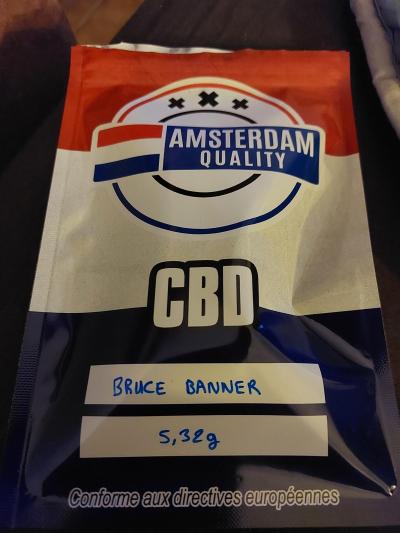 AMSTERDAM
QUALITY
CBD
BRUCE BANNER
5,32g
Conforme aux directives européennes